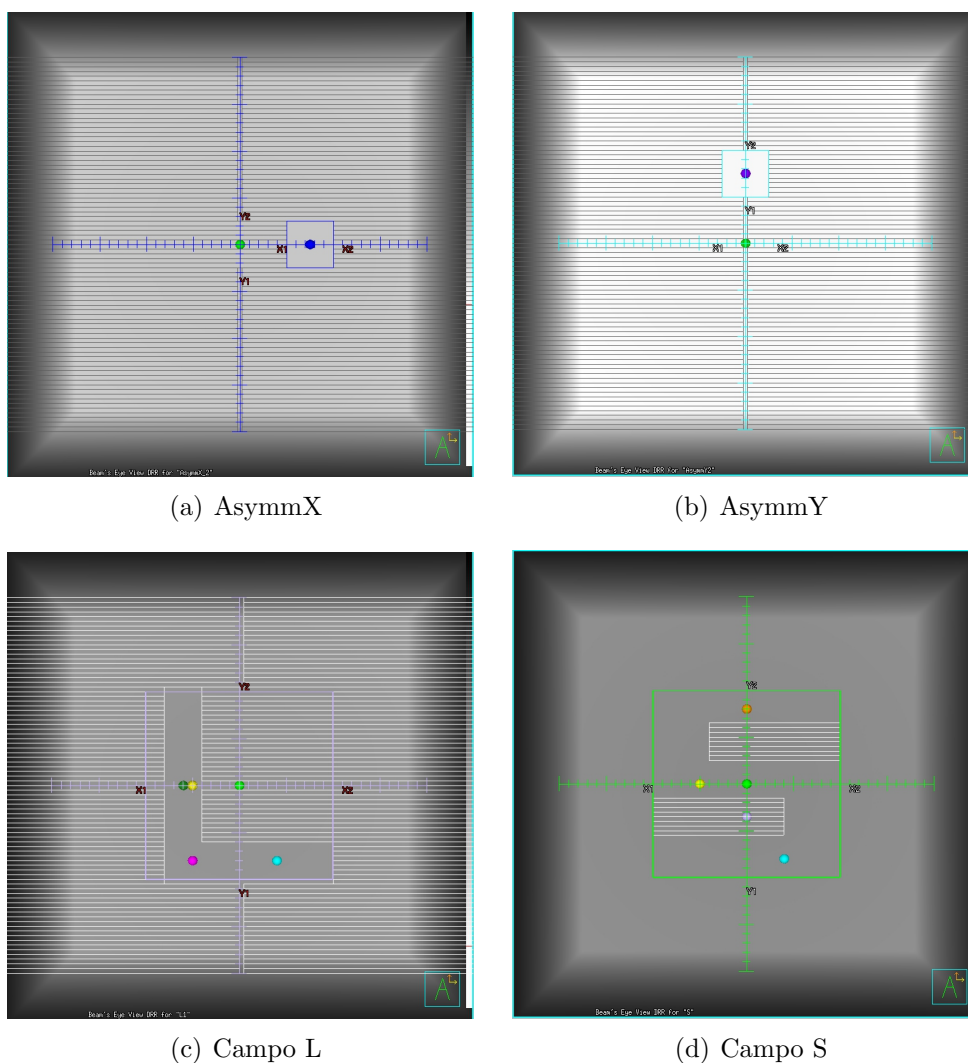 Y2
X1 X2
Y1
A
Beam's Eye View DRR for "AsymmX_2"
(a) AsymmX
Y2
Y1
X1 X2
A
Beam's Eye View DRR for "AsymmY2"
(b) AsymmY
Y2
X1 X2
Y1
A
Beam's Eye View DRR for "L1"
(c) Campo L
Y2
X1 X2
Y1
A
Beam's Eye View DRR for "S"
(d) Campo S